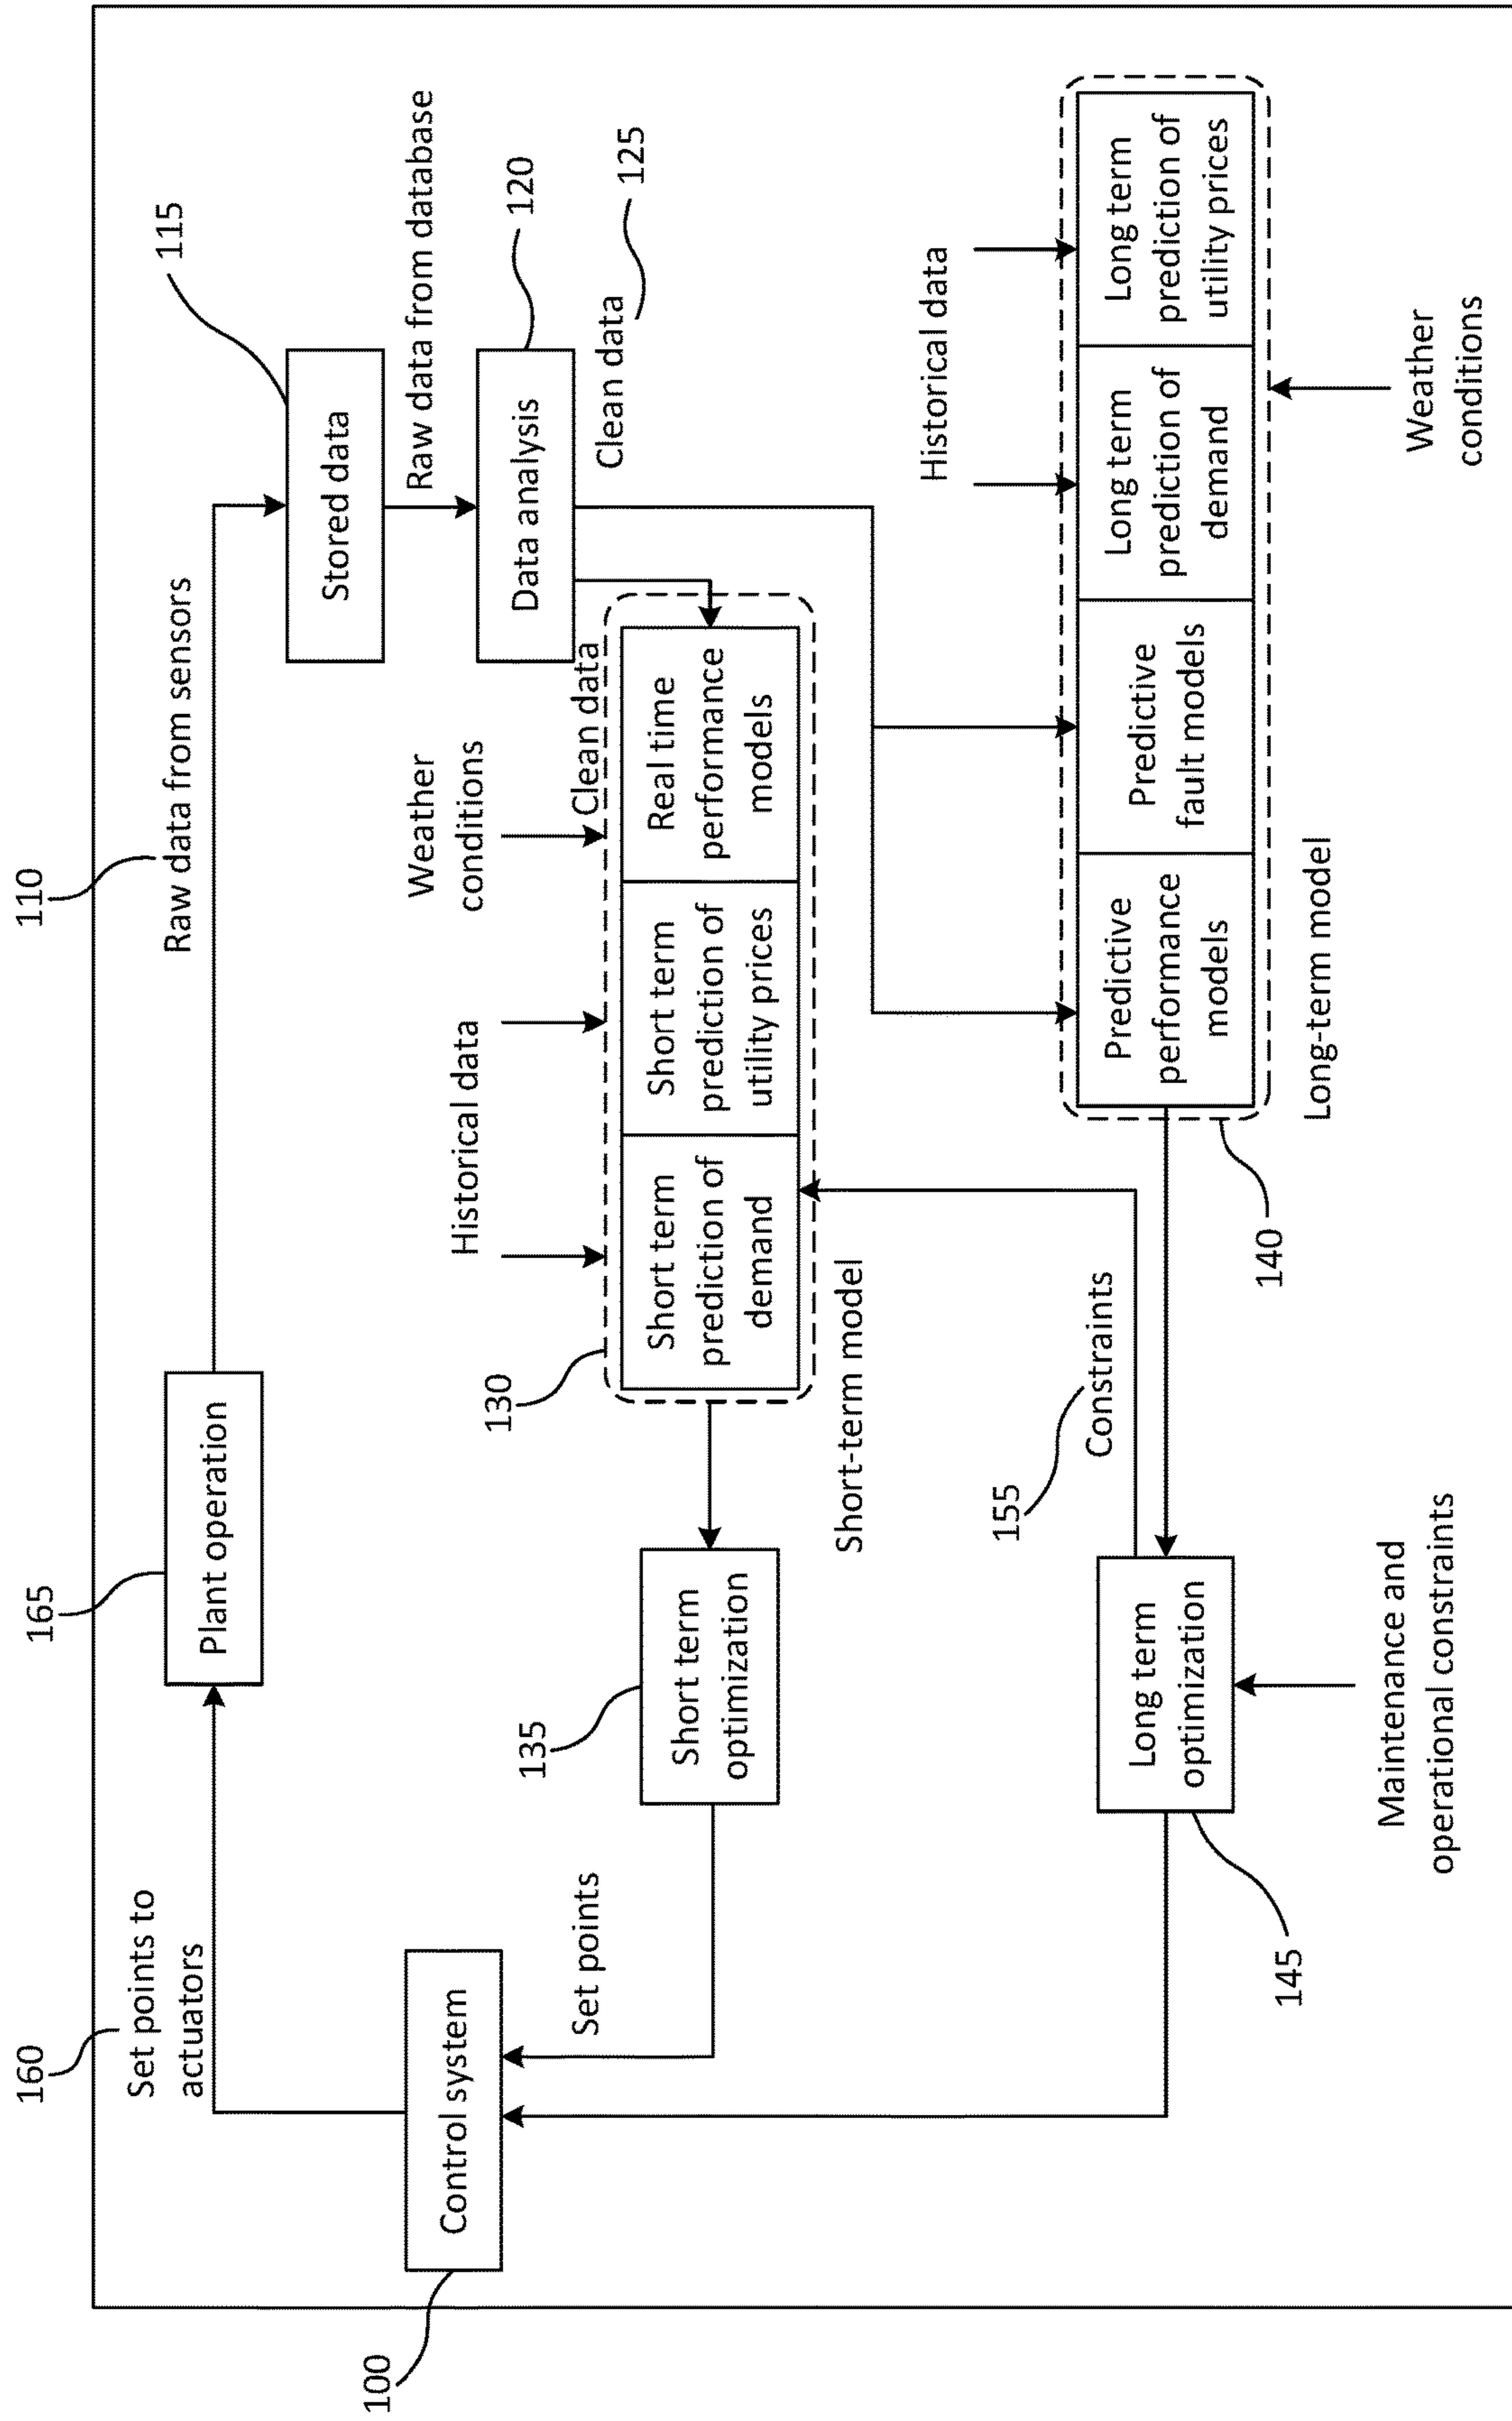 160
Set points to
actuators
165
Plant operation
110
Raw data from sensors
115
Stored data
Raw data from database
100
Control system
Set points
135
Short term
optimization
130
Historical data
Weather
conditions
Clean data
Data analysis
120
Clean data
125
Short term
prediction of
demand
Short term
prediction of
utility prices
Real time
performance
models
Short-term model
155
Constraints
Historical data
145
Long term
optimization
Maintenance and
operational constraints
140
Predictive
performance
models
Predictive
fault models
Long term
prediction of
demand
Long term
prediction of
utility prices
Long-term model
Weather
conditions